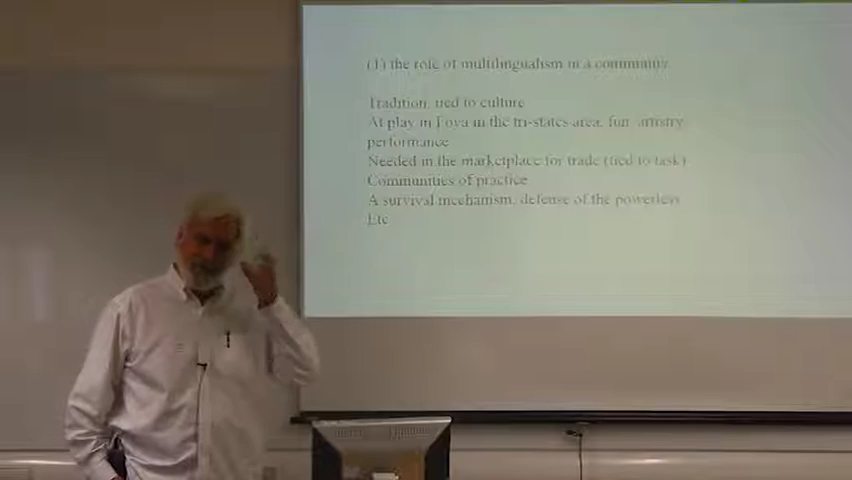 (1) the role of multilingualism in a community
Tradition, tied to culture
At play in Fova in the tri-states area, fun, artistry
performance
Needed in the marketplace for trade (tied to task)
Communities of practice
A survival mechanism, defense of the powerless
Etc